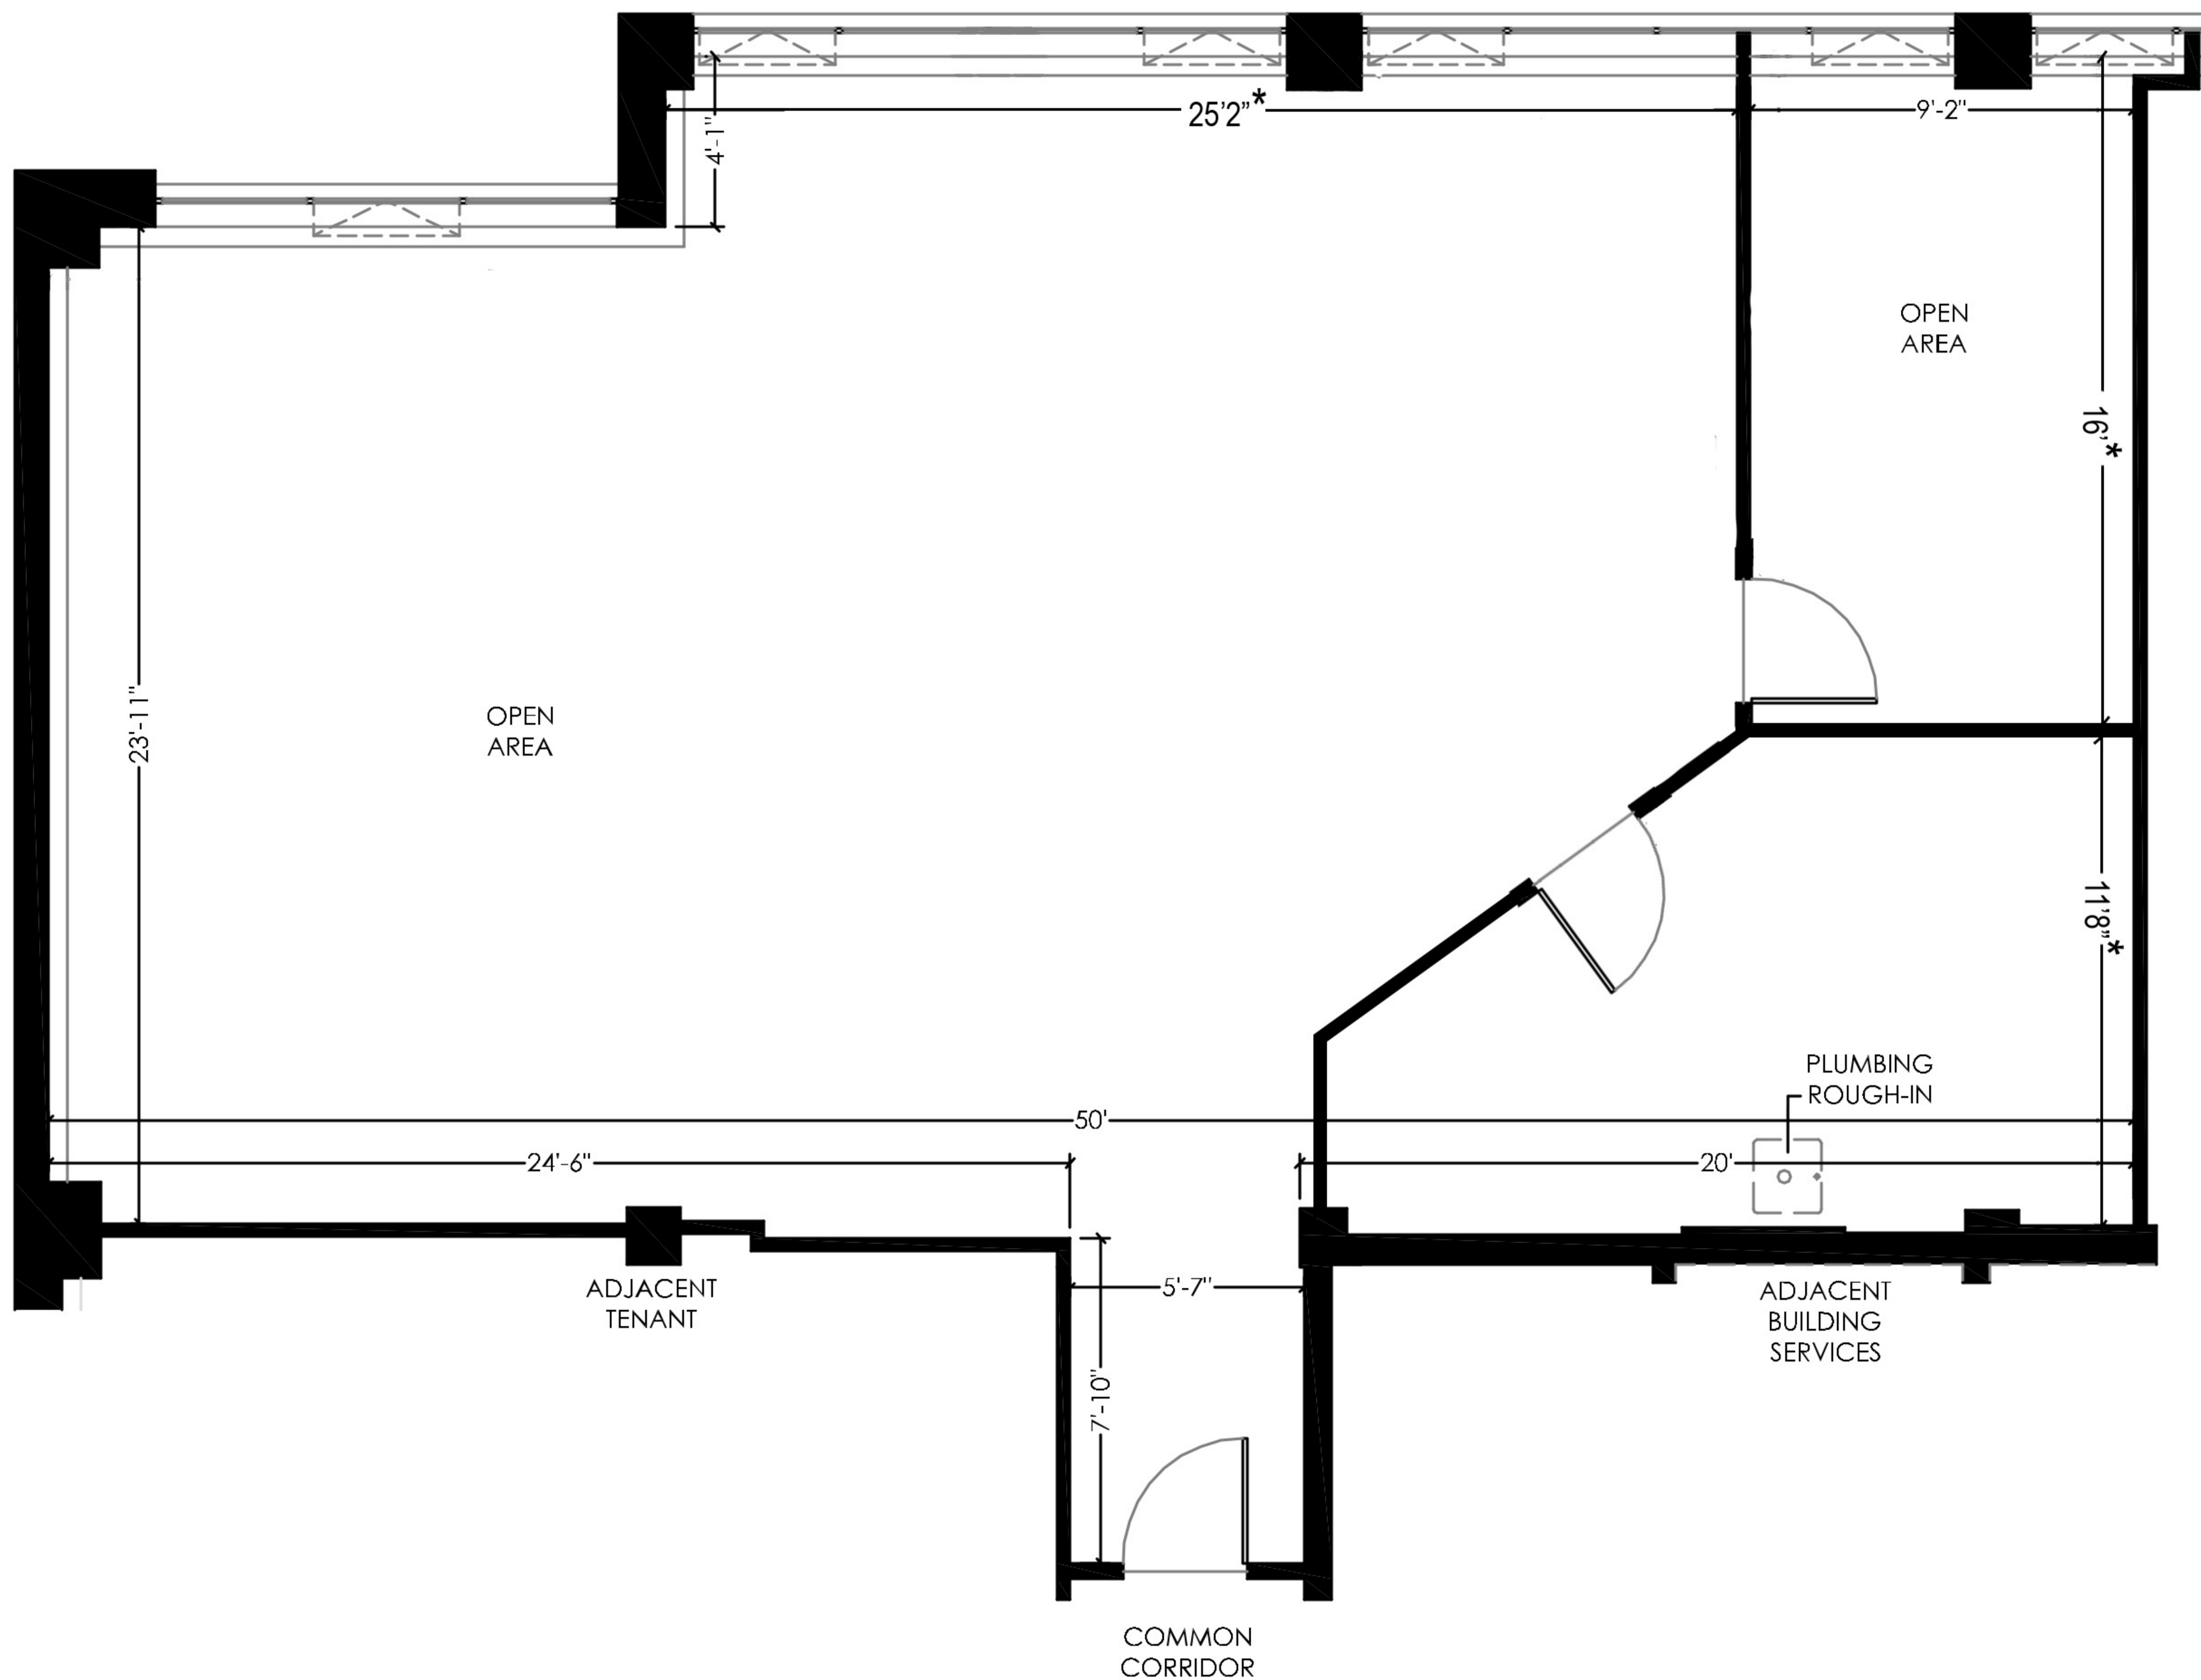 25'2"*
9'-2"
4'-1"
OPEN
AREA
16'*
23'-11"
OPEN
AREA
11'8"*
PLUMBING
ROUGH-IN
50'
24'-6"
20'
ADJACENT
TENANT
5'-7"
ADJACENT
BUILDING
SERVICES
7'-10"
COMMON
CORRIDOR